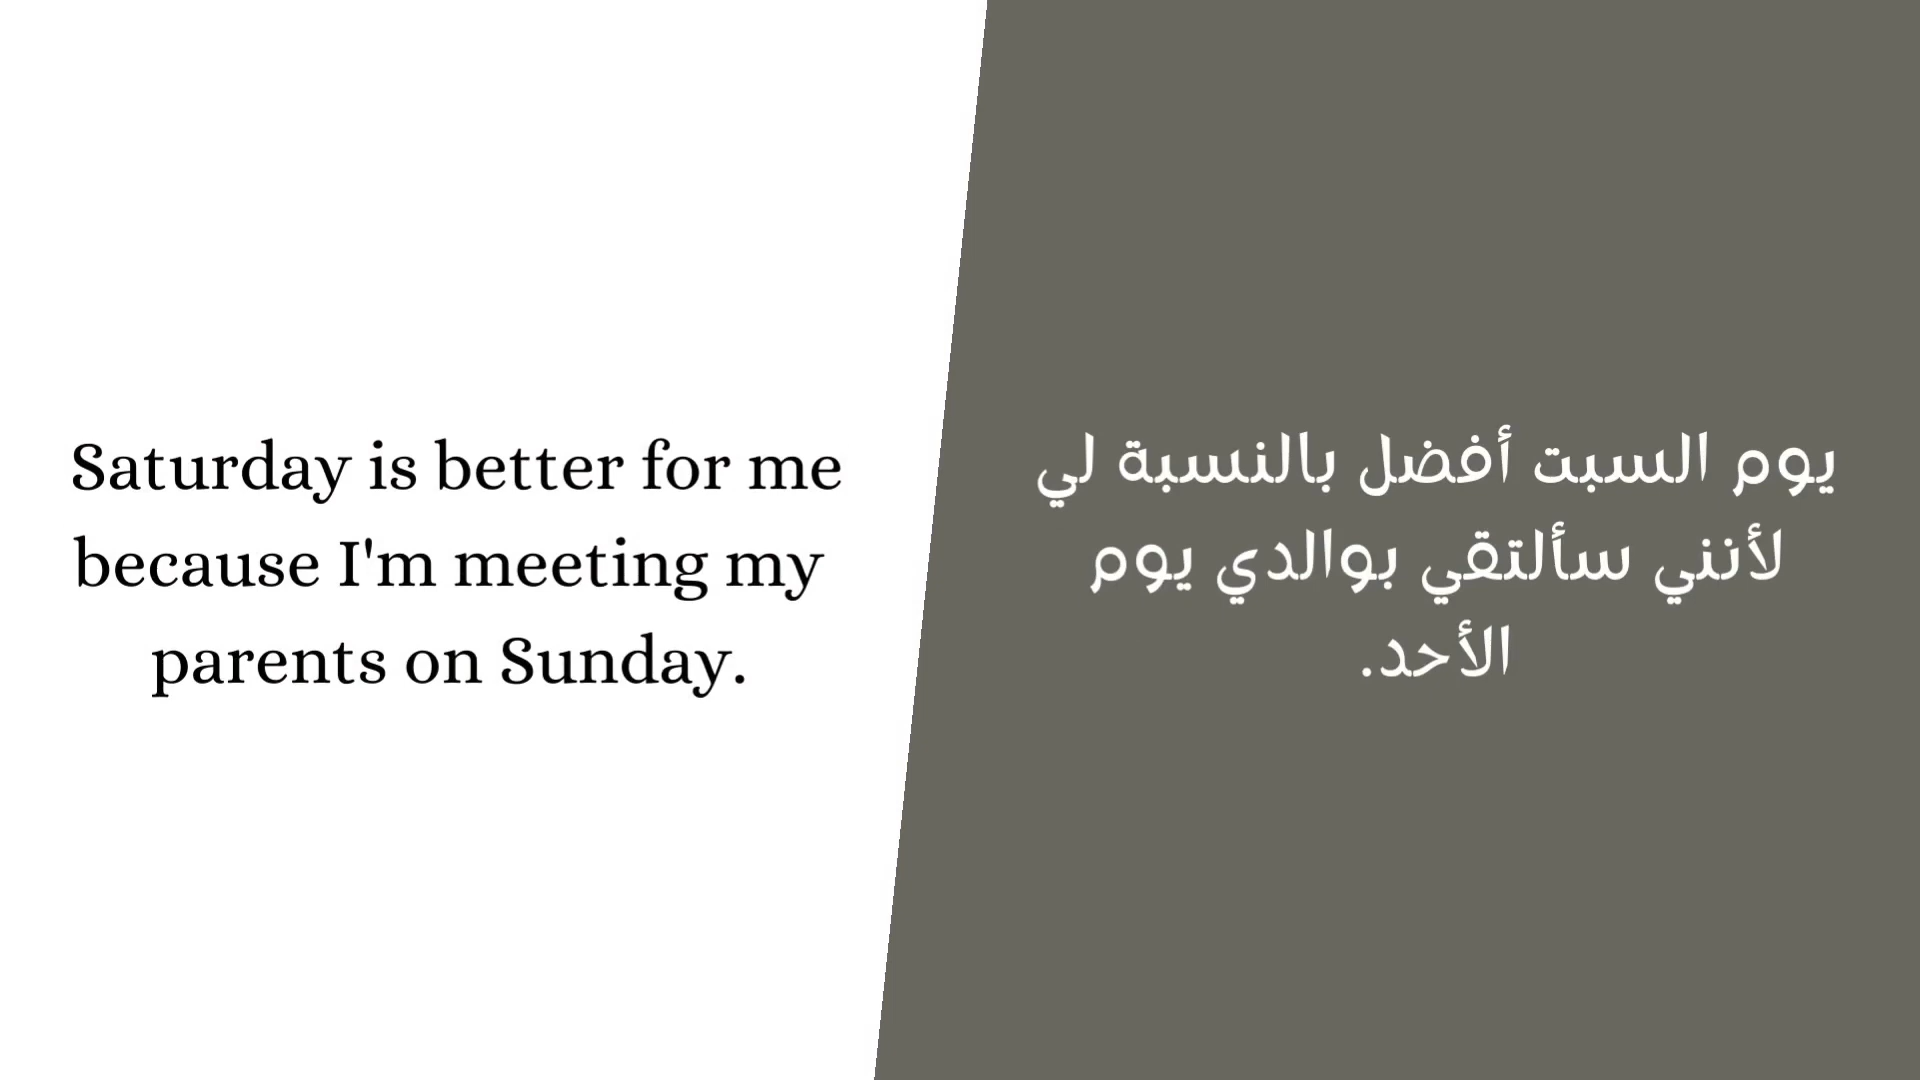 Saturday is better for me
because I'm meeting my
parents on Sunday.
يوم السبت أفضل بالنسبة لي
لأنني سألتقي بوالدي يوم
الأحد.